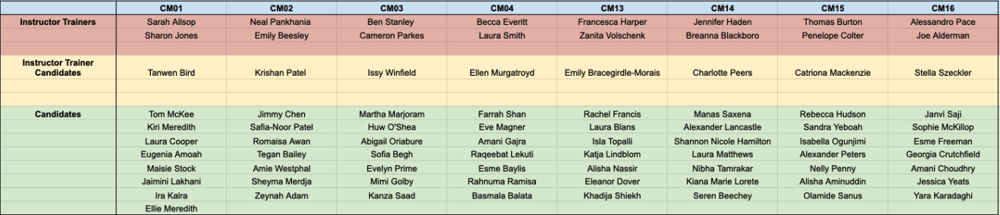 CM01 CM02 CM03 CM04 CM13 CM14 CM15 CM16
Instructor Trainers Sarah Allsop Neal Pankhania Ben Stanley Becca Everitt Francesca Harper Jennifer Haden Thomas Burton Alessandro Pace
Sharon Jones Emily Beesley Cameron Parkes Laura Smith Zanita Volschenk Breanna Blackboro Penelope Colter Joe Alderman
Instructor Trainer
Candidates Tanwen Bird Krishan Patel Issy Winfield Ellen Murgatroyd Emily Bracegirdle-Morais Charlotte Peers Catriona Mackenzie Stella Szeckler
Candidates Tom McKee Jimmy Chen Martha Marjoram Farrah Shan Rachel Francis Manas Saxena Rebecca Hudson Janvi Saji
Kiri Meredith Safia-Noor Patel Huw O'Shea Eve Magner Laura Blans Alexander Lancastle Sandra Yeboah Sophie McKillop
Laura Cooper Romaisa Awan Abigail Oriabure Amani Gajra Isla Topalli Shannon Nicole Hamilton Isabella Ogunjimi Esme Freeman
Eugenia Amoah Tegan Bailey Sofia Begh Raqeebat Lekuti Katja Lindblom Laura Matthews Alexander Peters Georgia Crutchfield
Maisie Stock Amie Westphal Evelyn Prime Esme Baylis Alisha Nassir Nibha Tamrakar Nelly Penny Amani Choudhry
Jaimini Lakhani Sheyma Merdja Mimi Golby Rahnuma Ramisa Eleanor Dover Kiana Marie Lorete Alisha Aminuddin Jessica Yeats
Ira Kalra Zeynah Adam Kanza Saad Basmala Balata Khadija Shiekh Seren Beechey Olamide Sanus Yara Karadaghi
Ellie Meredith